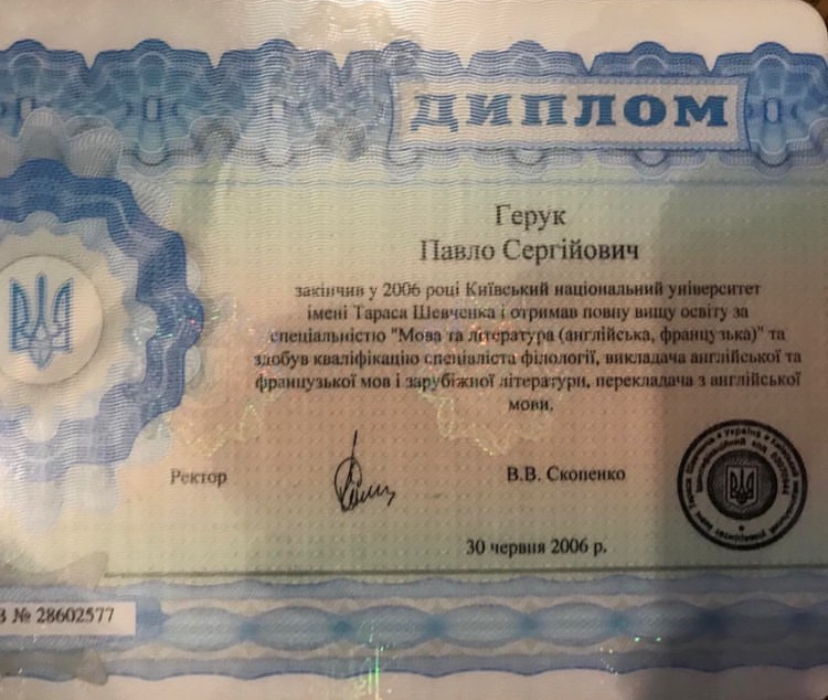 ДИПЛОМ
Герук
Павло Сергійович
закінчив у 2006 році Київський національний університет
імені Тараса Шевченка і отримав повну вищу освіту за
спеціальністю "Мова та література (англійська, французька)" та
здобув кваліфікацію спеціаліста філології, викладача англійської та
французької мов і зарубіжної літератури, перекладача з англійської
мови.
Ректор
В.В. Скопенко
30 червня 2006 р.
В № 28602577